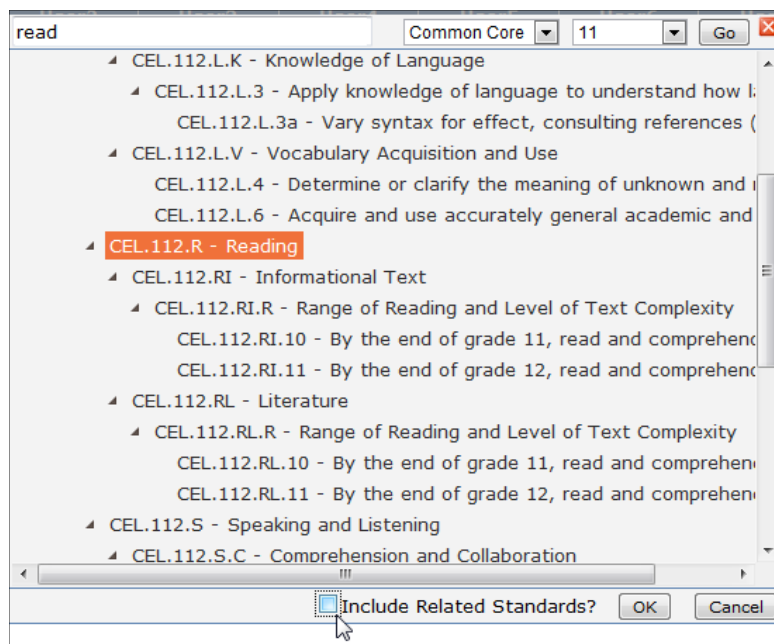 read Common Core 11 Go
CEL.112.L.K - Knowledge of Language
CEL.112.L.3 - Apply knowledge of language to understand how
CEL.112.L.3a - Vary syntax for effect, consulting references (
CEL.112.L.V - Vocabulary Acquisition and Use
CEL.112.L.4 - Determine or clarify the meaning of unknown and
CEL.112.L.6 - Acquire and use accurately general academic and
CEL.112.R - Reading
CEL.112.RI - Informational Text
CEL.112.RI.R - Range of Reading and Level of Text Complexity
CEL.112.RI.10 - By the end of grade 11, read and comprehend
CEL.112.RI.11 - By the end of grade 12, read and comprehend
CEL.112.RL - Literature
CEL.112.RL.R - Range of Reading and Level of Text Complexity
CEL.112.RL.10 - By the end of grade 11, read and comprehen
CEL.112.RL.11 - By the end of grade 12, read and comprehen
CEL.112.S - Speaking and Listening
CEL.112.S.C - Comprehension and Collaboration
Include Related Standards? OK Cancel